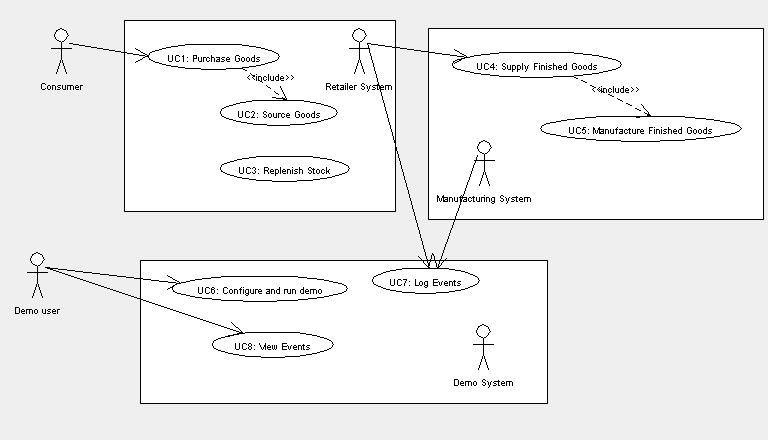 UC1: Purchase Goods
UC4: Supply Finished Goods
<<include>>
Consumer
Retailer System
<<include>>
UC2: Source Goods
UC5: Manufacture Finished Goods
UC3: Replenish Stock
Manufacturing System
UC6: Configure and run demo
UC7: Log Events
Demo user
UC8: View Events
Demo System